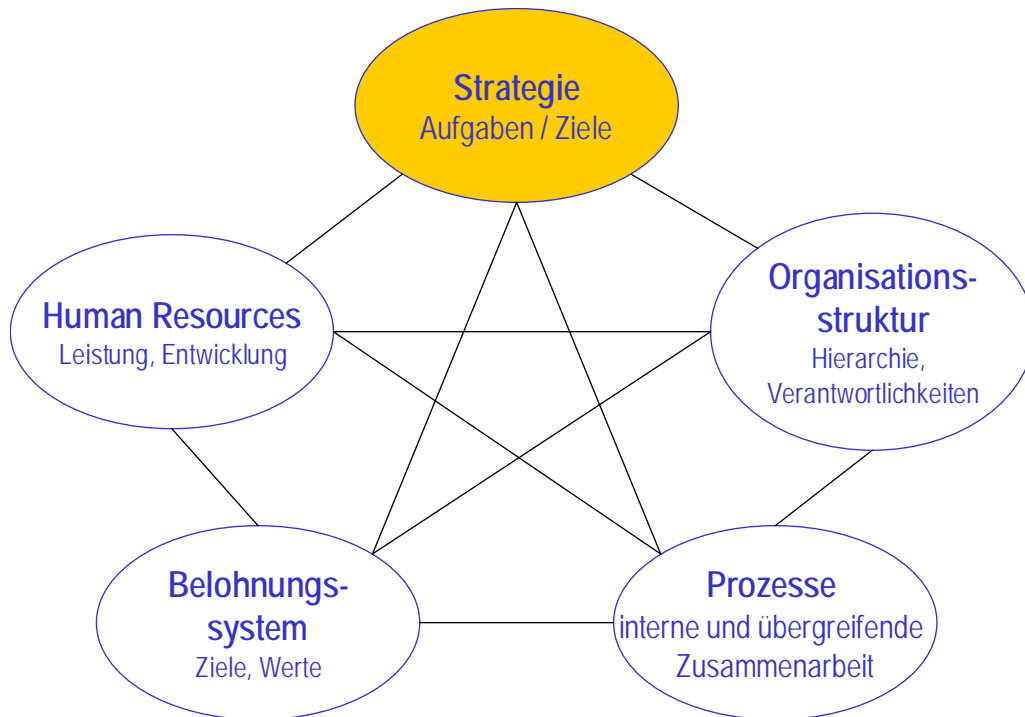 Strategie
Aufgaben / Ziele
Human Resources
Leistung, Entwicklung
Organisations-
struktur
Hierarchie,
Verantwortlichkeiten
Belohnungs-
system
Ziele, Werte
Prozesse
interne und übergreifende
Zusammenarbeit